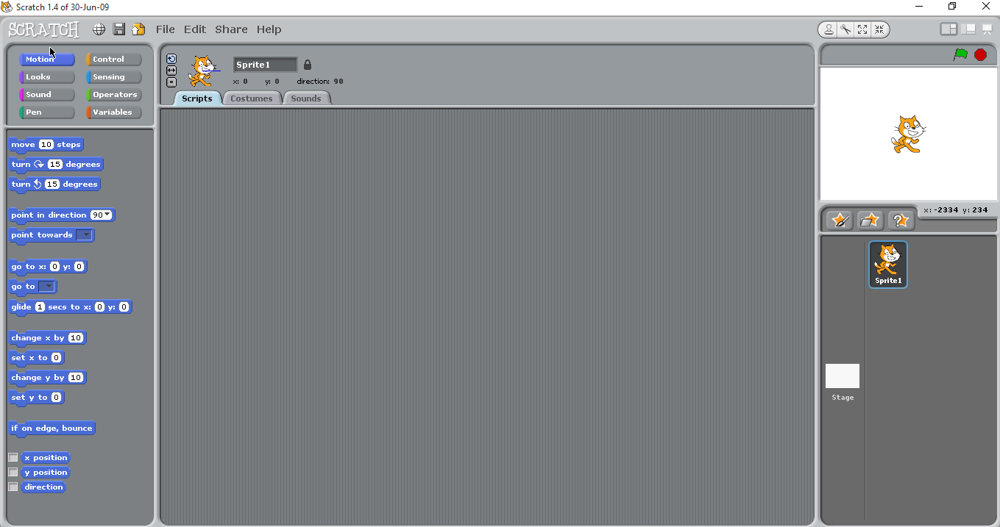 Scratch 1.4 of 30-Jun-09
SCRATCH File Edit Share Help
Motion Control
Looks Sensing
Sound Operators
Pen Variables
Sprite1
x: 0 y: 0 direction: 90
Scripts Costumes Sounds
move 10 steps
turn 15 degrees
turn 15 degrees
point in direction 90
point towards
go to x: 0 y: 0
go to
glide 1 secs to x: 0 y: 0
change x by 10
set x to 0
change y by 10
set y to 0
if on edge, bounce
x position
y position
direction
x: -2334 y: 234
Sprite1
Stage